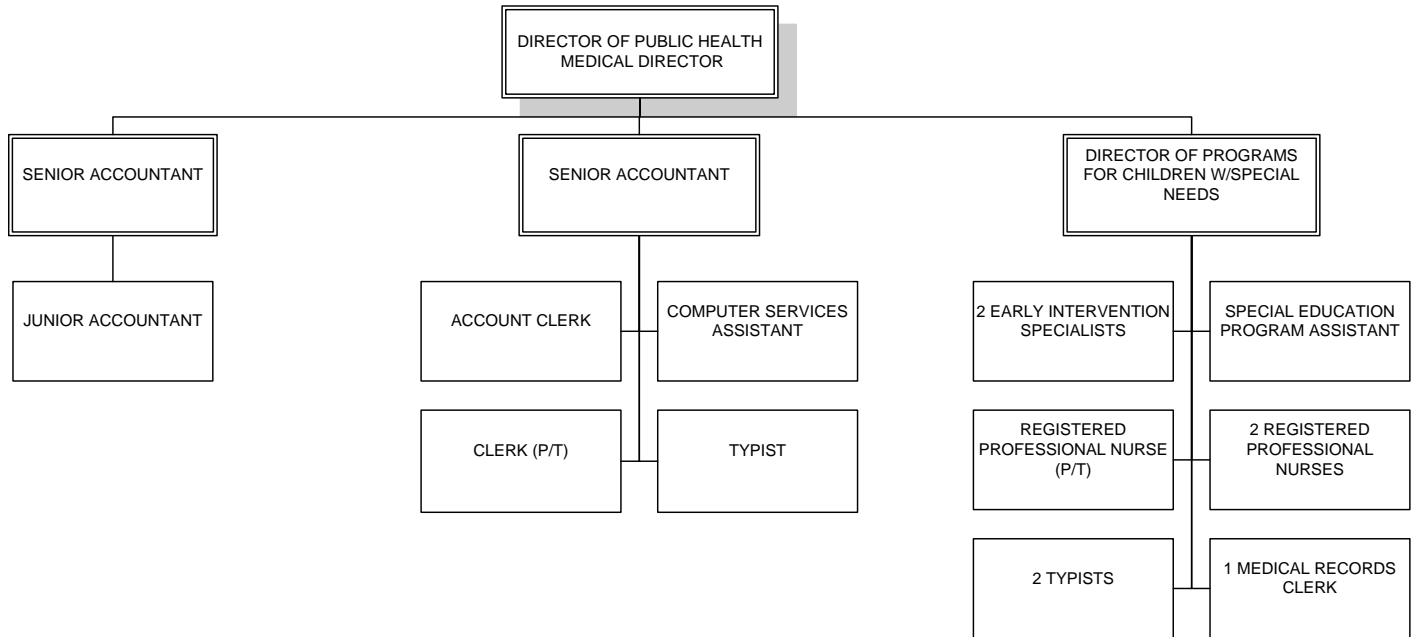 DIRECTOR OF PUBLIC HEALTH
MEDICAL DIRECTOR
SENIOR ACCOUNTANT
SENIOR ACCOUNTANT
DIRECTOR OF PROGRAMS
FOR CHILDREN W/SPECIAL
NEEDS
JUNIOR ACCOUNTANT
ACCOUNT CLERK
COMPUTER SERVICES
ASSISTANT
2 EARLY INTERVENTION
SPECIALISTS
SPECIAL EDUCATION
PROGRAM ASSISTANT
CLERK (P/T)
TYPIST
REGISTERED
PROFESSIONAL NURSE
(P/T)
2 REGISTERED
PROFESSIONAL
NURSES
2 TYPISTS
1 MEDICAL RECORDS
CLERK